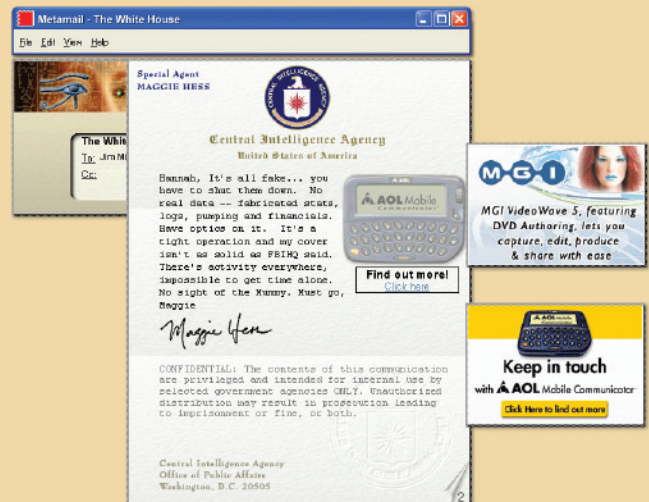 Metamail - The White House
File Edit View Help
The Whit
To: Jim Mi
Cc:
Special Agent
MAGGIE HESS
CENTRAL INTELLIGENCE AGENCY
UNITED STATES OF AMERICA
Central Intelligence Agency
United States of America
Hannah, It's all fake... you
have to shut them down. No
real data -- fabricated stats,
logs, pumping and financials.
Have optics on it. It's a
tight operation and my cover
isn't as solid as FBIHQ said.
There's activity everywhere,
impossible to get time alone.
No sight of the Mummy. Must go,
Maggie
Maggie Hess
AOL Mobile
Communicator
Find out more!
Click here
CONFIDENTIAL: The contents of this communication
are privileged and intended for internal use by
selected government agencies ONLY. Unauthorized
distribution may result in prosecution leading
to imprisonment or fine, or both.
Central Intelligence Agency
Office of Public Affairs
Washington, D.C. 20505
2
MGI
MGI VideoWave 5, featuring
DVD Authoring, lets you
capture, edit, produce
& share with ease
Keep in touch
with AOL Mobile Communicator
Click Here to find out more